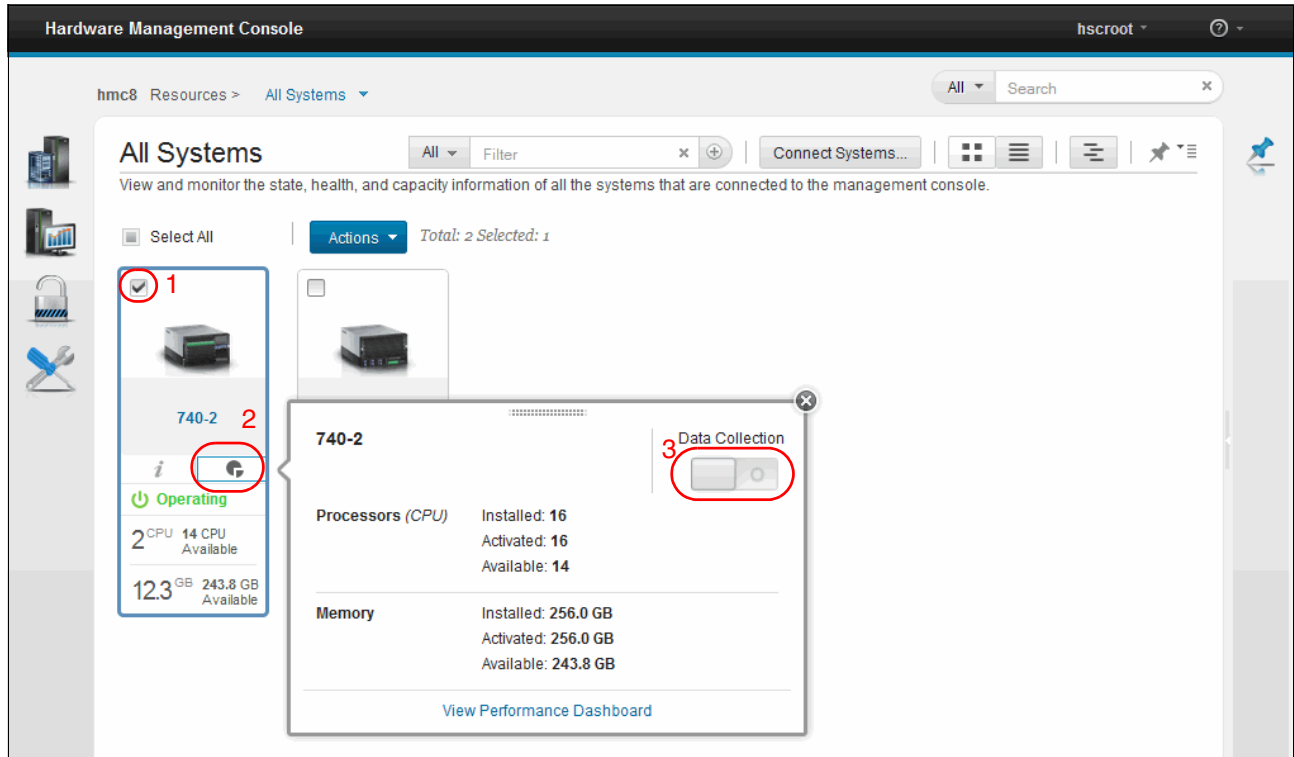 Hardware Management Console hscroot ?
hmc8 Resources > All Systems All Search ×
All Systems All Filter × Connect Systems...
View and monitor the state, health, and capacity information of all the systems that are connected to the management console.
Select All Actions Total: 2 Selected: 1
1
740-2 2
i
Operating
2 CPU 14 CPU
Available
12.3 GB 243.8 GB
Available
740-2 Data Collection
3
Processors (CPU) Installed: 16
Activated: 16
Available: 14
Memory Installed: 256.0 GB
Activated: 256.0 GB
Available: 243.8 GB
View Performance Dashboard